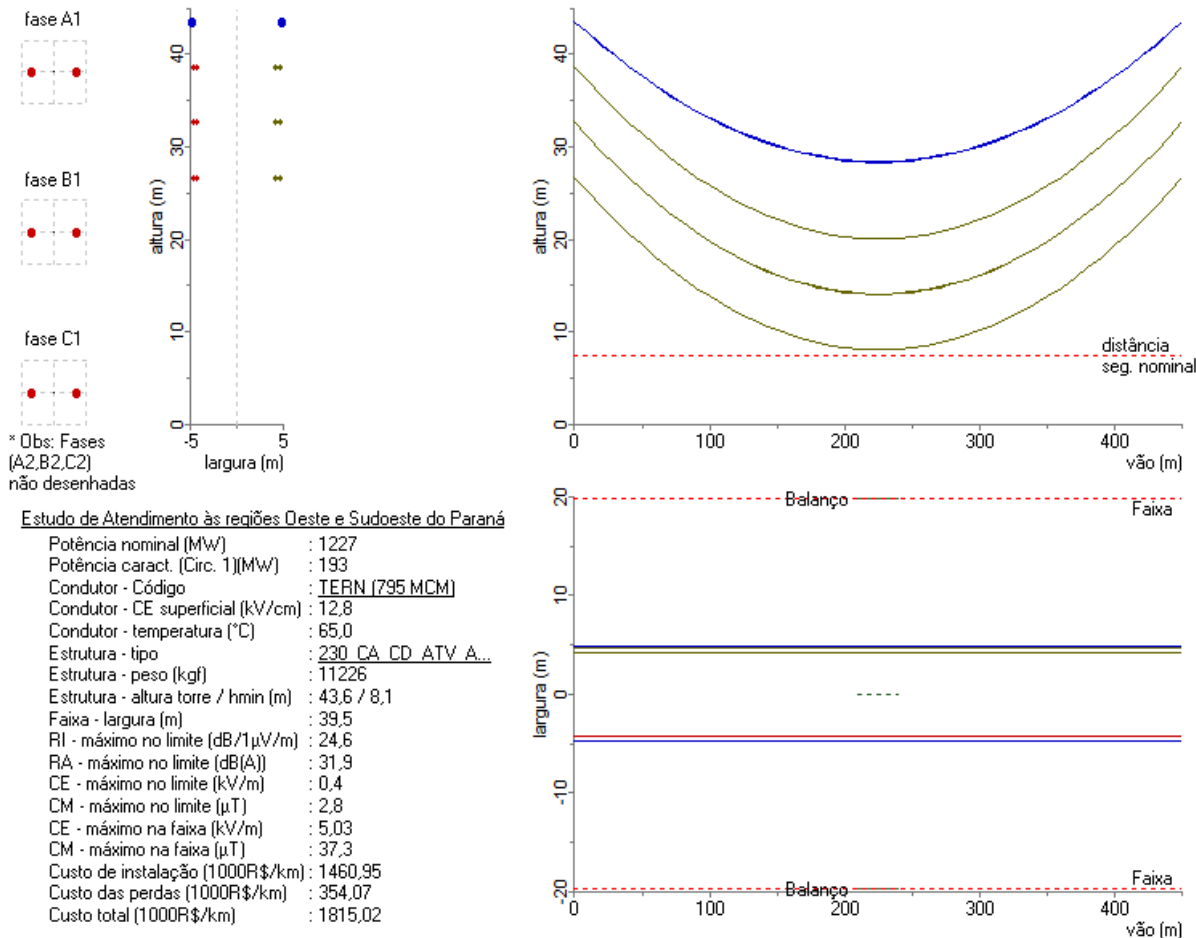 fase A1
fase B1
fase C1
* Obs: Fases
(A2,B2,C2)
não desenhadas
altura (m)
40
30
20
10
0
-5
5
largura (m)
altura (m)
40
30
20
10
0
distância
seg. nominal
0
100
200
300
400
vão (m)
Estudo de Atendimento às regiões Oeste e Sudoeste do Paraná
Potência nominal (MW) : 1227
Potência caract. (Circ. 1)(MW) : 193
Condutor - Código : TERN (795 MCM)
Condutor - CE superficial (kV/cm) : 12,8
Condutor - temperatura (°C) : 65,0
Estrutura - tipo : 230_CA_CD_ATV_A...
Estrutura - peso (kgf) : 11226
Estrutura - altura torre / hmin (m) : 43,6 / 8,1
Faixa - largura (m) : 39,5
RI - máximo no limite (dB/1µV/m) : 24,6
RA - máximo no limite (dB(A)) : 31,9
CE - máximo no limite (kV/m) : 0,4
CM - máximo no limite (µT) : 2,8
CE - máximo na faixa (kV/m) : 5,03
CM - máximo na faixa (µT) : 37,3
Custo de instalação (1000R$/km) : 1460,95
Custo das perdas (1000R$/km) : 354,07
Custo total (1000R$/km) : 1815,02
largura (m)
20
10
0
-10
-20
Balanço
Faixa
Balanço
Faixa
0
100
200
300
400
vão (m)